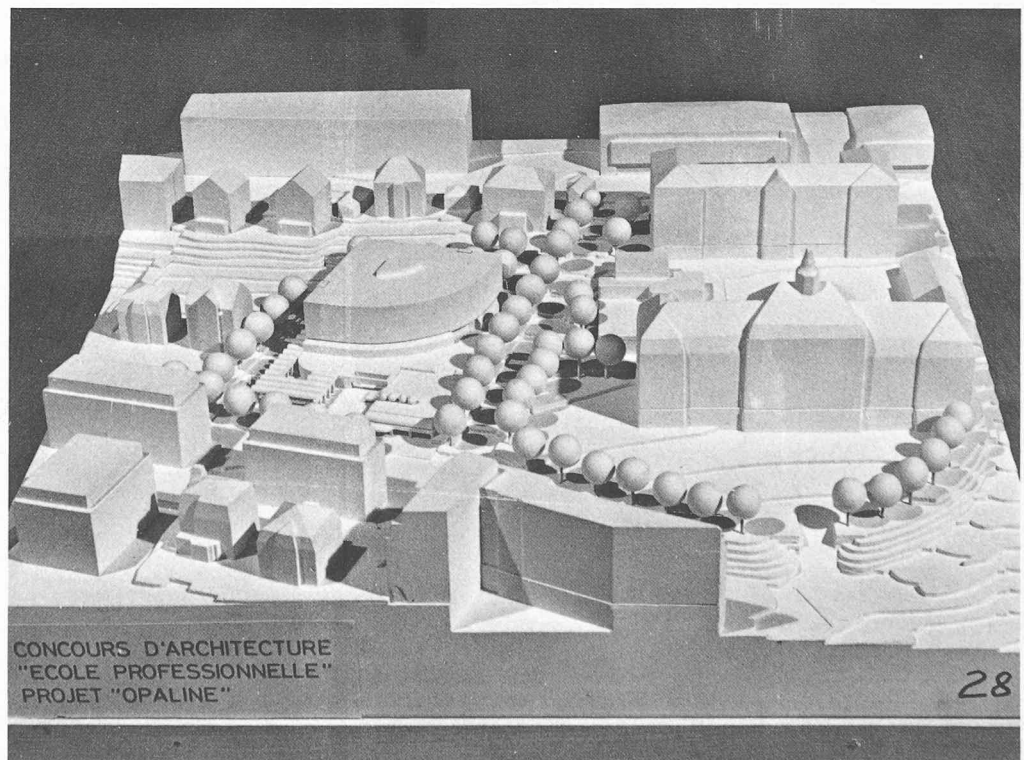 CONCOURS D'ARCHITECTURE
"ECOLE PROFESSIONNELLE"
PROJET "OPALINE"
28